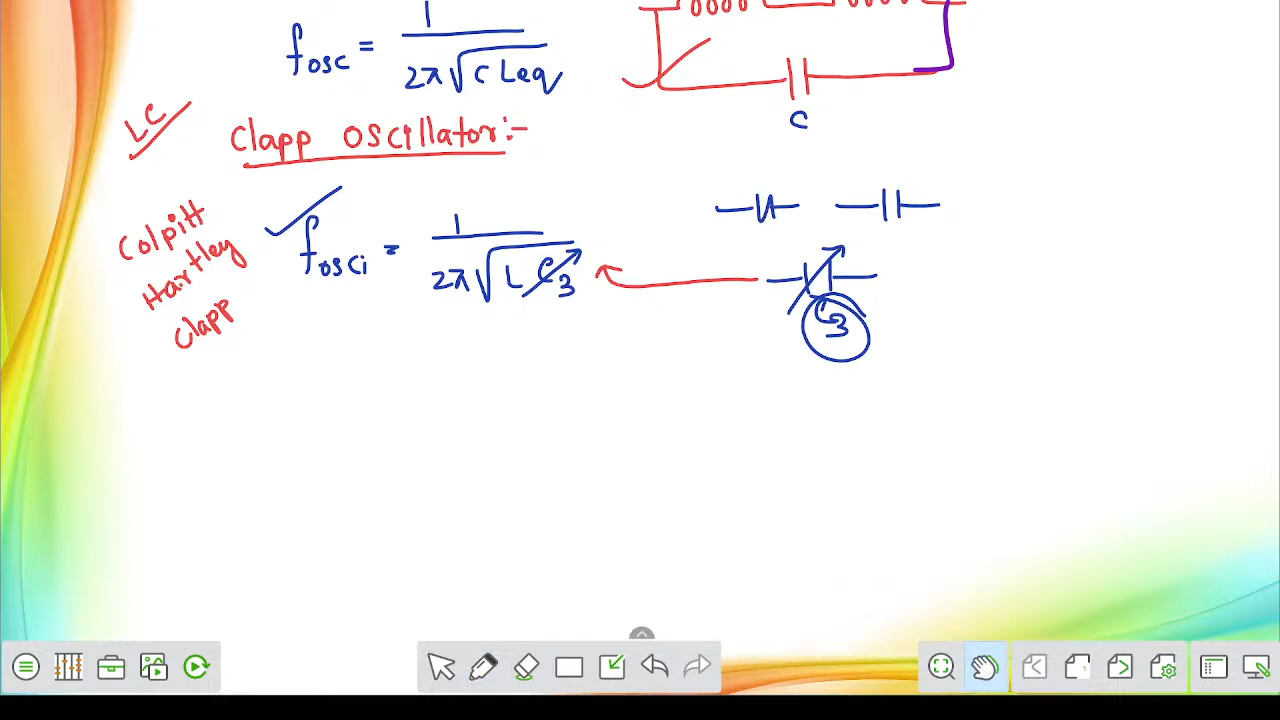 fosc = 1 / 2π√C Leq
C
LC
Clapp oscillator:-
Colpitt
Hartley
Clapp
fosci = 1 / 2π√L C3
C3